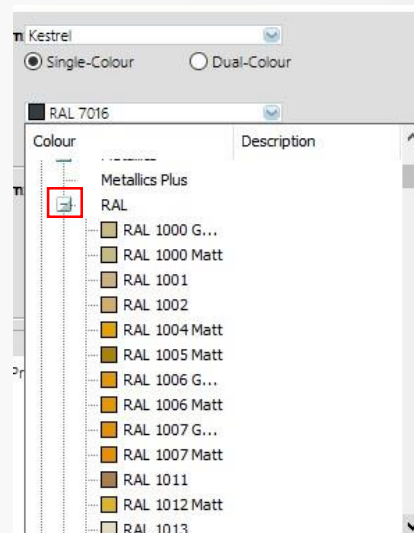 m: Kestrel
Single-Colour Dual-Colour
RAL 7016
Colour Description
Metallics Plus
RAL
RAL 1000 G...
RAL 1000 Matt
RAL 1001
RAL 1002
RAL 1004 Matt
RAL 1005 Matt
RAL 1006 G...
RAL 1006 Matt
RAL 1007 G...
RAL 1007 Matt
RAL 1011
RAL 1012 Matt
RAL 1013